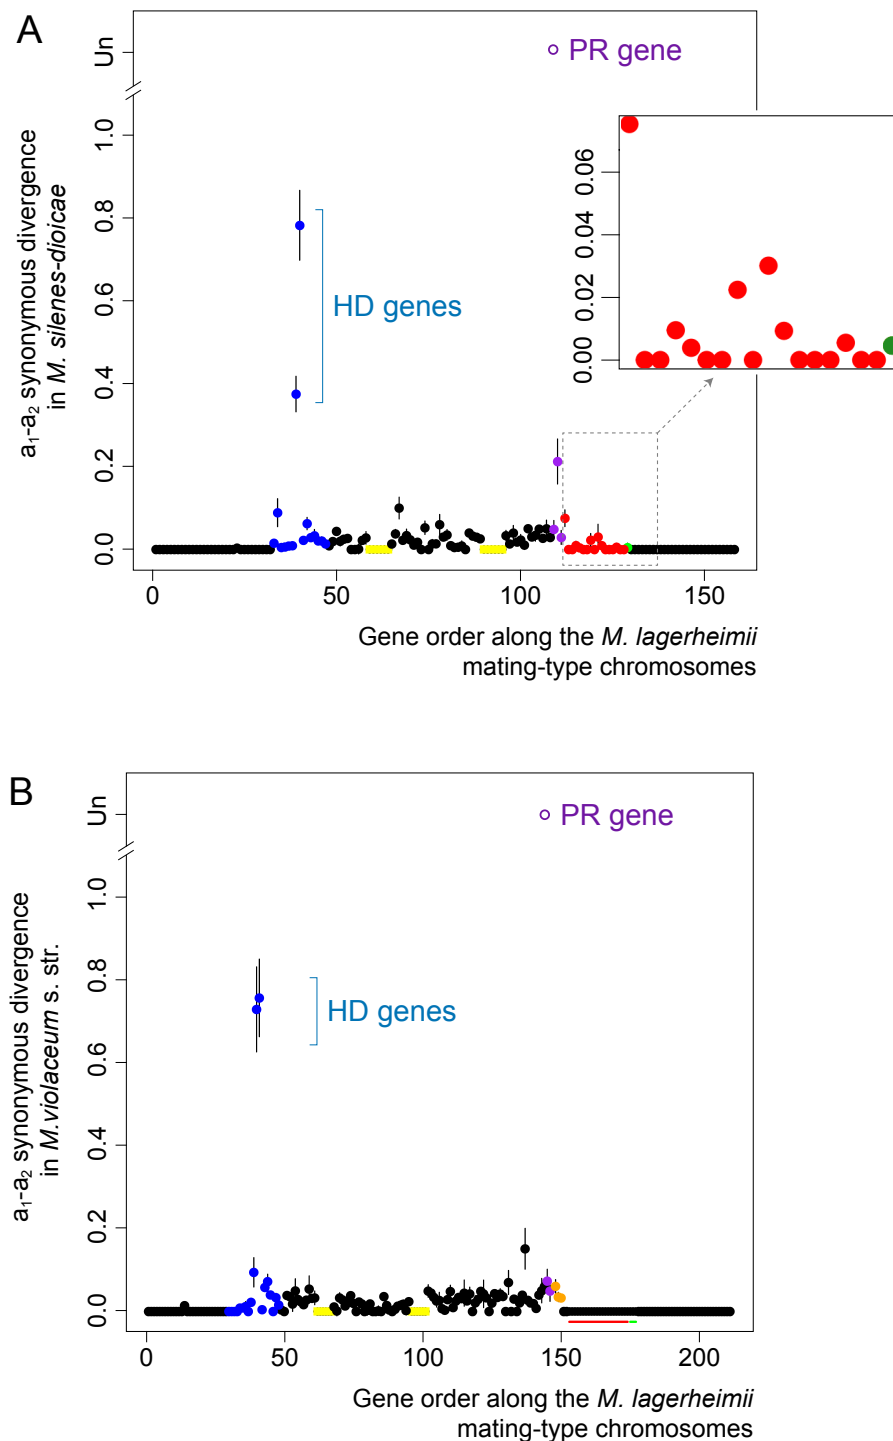 A
Un
PR gene
1.0
0.8
0.6
0.4
0.2
0.0
a₁-a₂ synonymous divergence
in M. silenes-dioicae
HD genes
0.06
0.04
0.02
0.00
0
50
100
150
Gene order along the M. lagerheimii
mating-type chromosomes
B
Un
PR gene
1.0
0.8
0.6
0.4
0.2
0.0
a₁-a₂ synonymous divergence
in M.violaceum s. str.
HD genes
0
50
100
150
200
Gene order along the M. lagerheimii
mating-type chromosomes